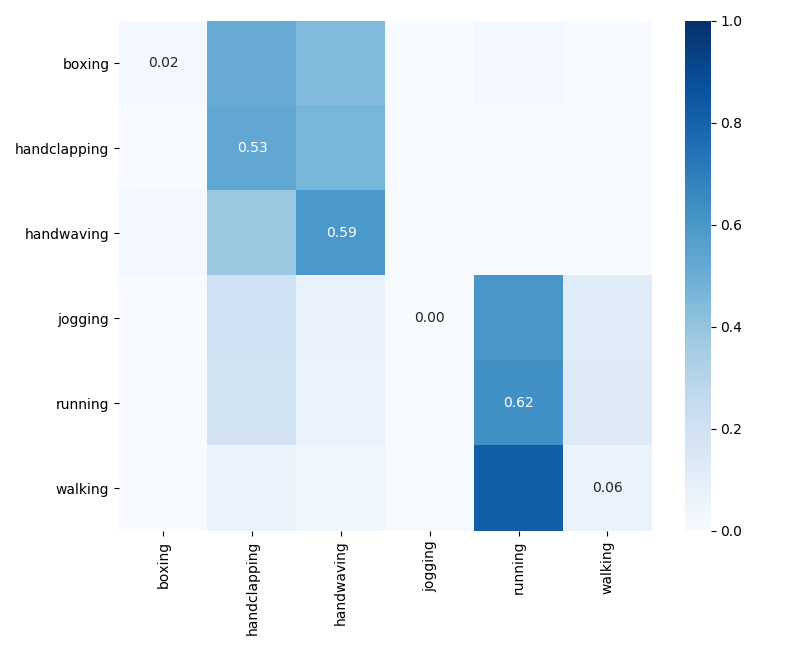 boxing
handclapping
handwaving
jogging
running
walking
0.02
0.53
0.59
0.00
0.62
0.06
boxing
handclapping
handwaving
jogging
running
walking
1.0
0.8
0.6
0.4
0.2
0.0